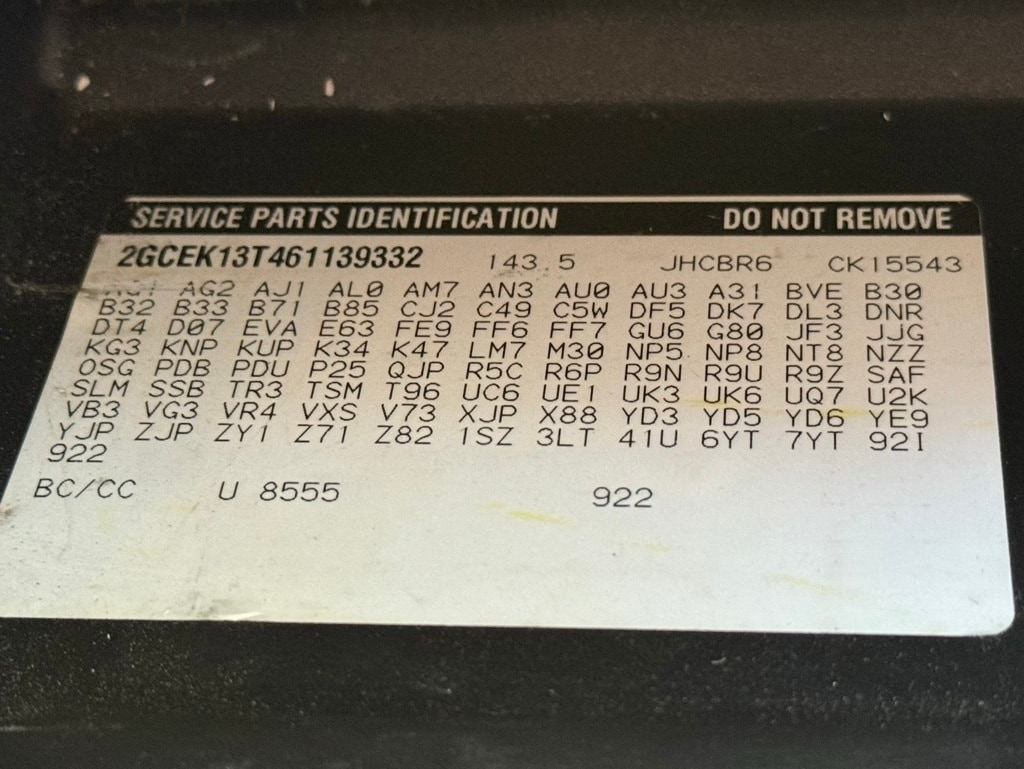 SERVICE PARTS IDENTIFICATION DO NOT REMOVE
2GCEK13T461139332 143.5 JHCBR6 CK15543
AG2 AJ1 AL0 AM7 AN3 AU0 AU3 A31 BVE B30
B32 B33 B71 B85 CJ2 C49 C5W DF5 DK7 DL3 DNR
DT4 D07 EVA E63 FE9 FF6 FF7 GU6 G80 JF3 JJG
KG3 KNP KUP K34 K47 LM7 M30 NP5 NP8 NT8 NZZ
OSG PDB PDU P25 QJP R5C R6P R9N R9U R9Z SAF
SLM SSB TR3 TSM T96 UC6 UE1 UK3 UK6 UQ7 U2K
VB3 VG3 VR4 VXS V73 XJP X88 YD3 YD5 YD6 YE9
YJP ZJP ZY1 Z71 Z82 1SZ 3LT 41U 6YT 7YT 92I
922
BC/CC U 8555 922